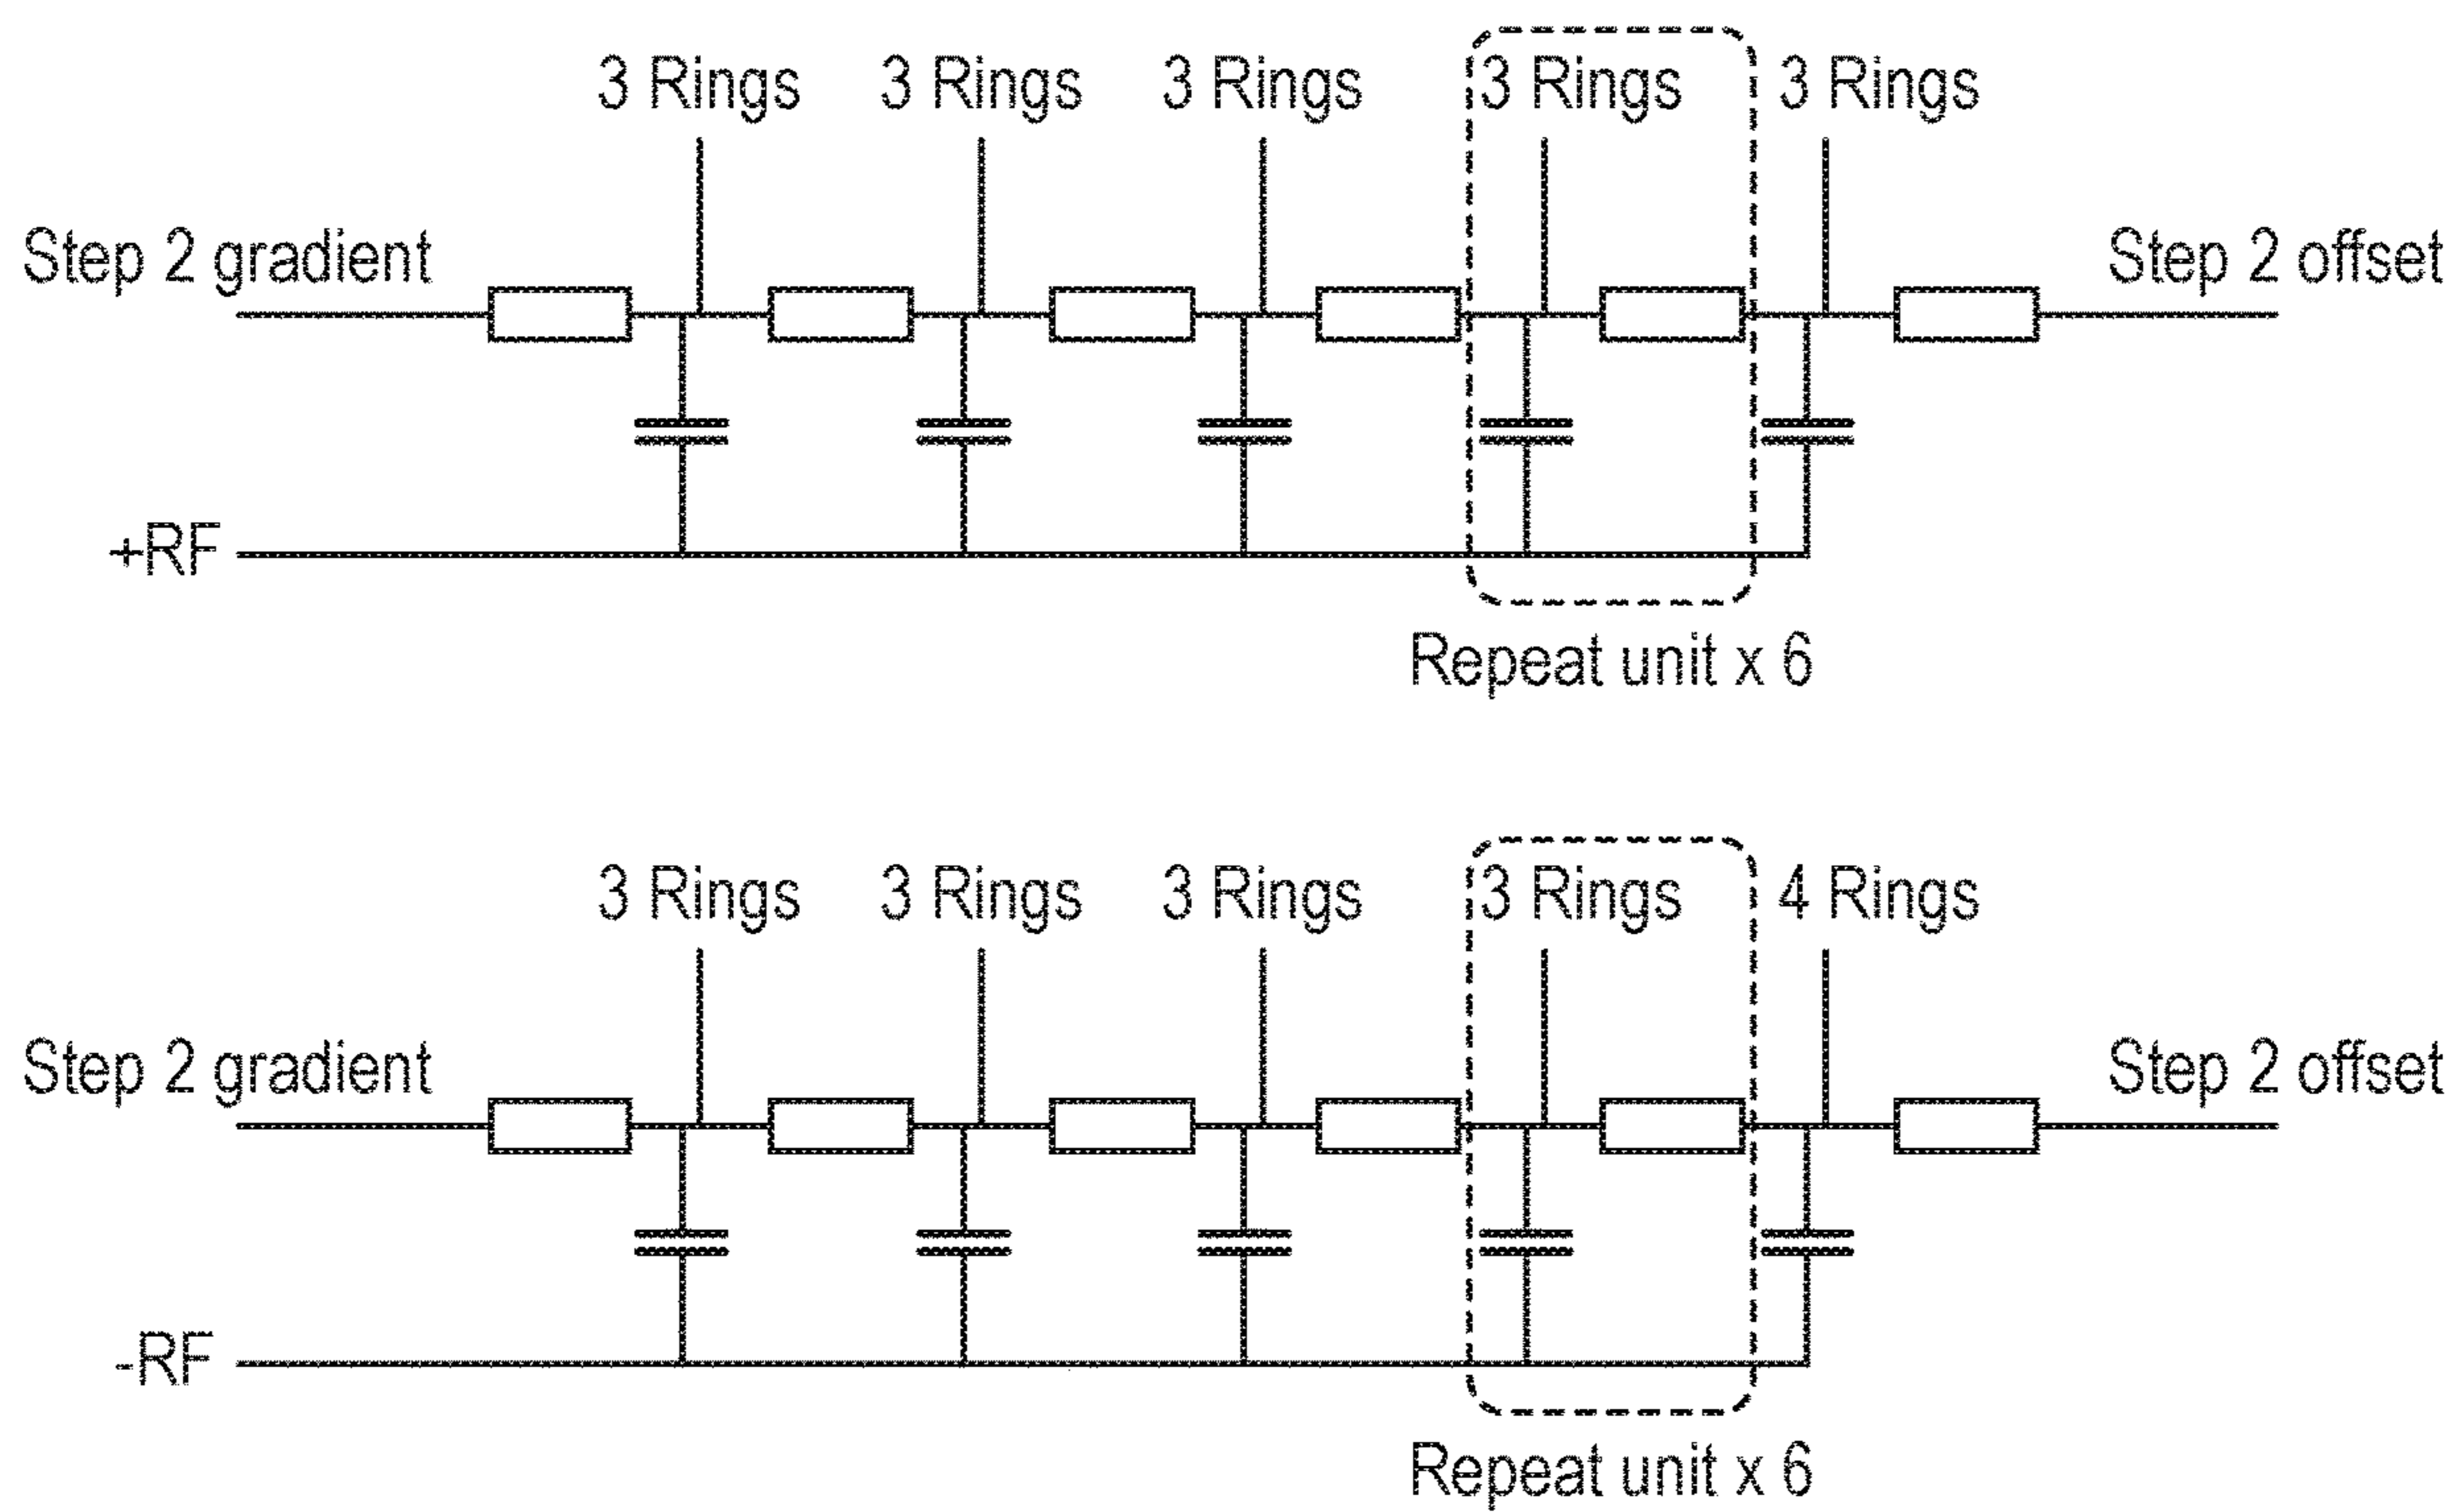 3 Rings 3 Rings 3 Rings 3 Rings 3 Rings
Step 2 gradient Step 2 offset
+RF
Repeat unit x 6
3 Rings 3 Rings 3 Rings 3 Rings 4 Rings
Step 2 gradient Step 2 offset
-RF
Repeat unit x 6